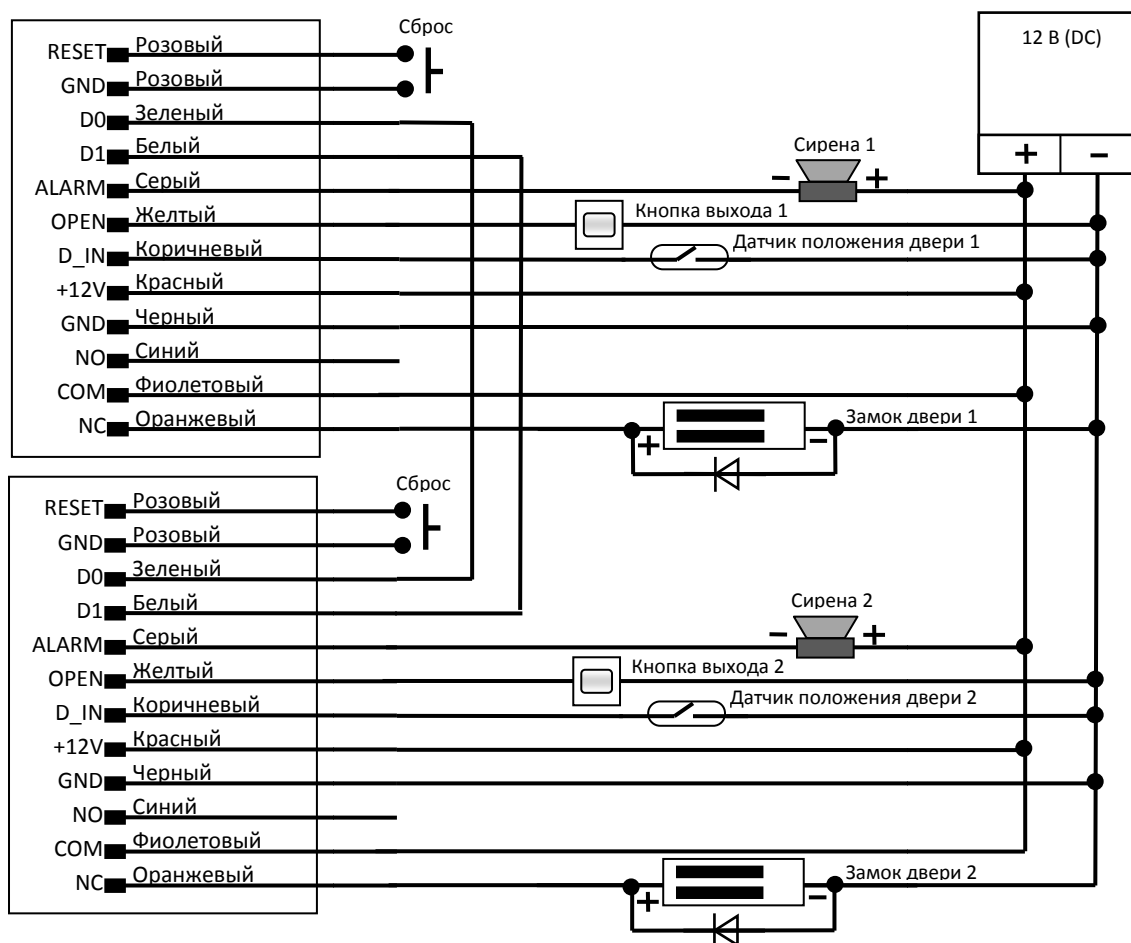 Сброс
12 В (DC)
+ –
RESET Розовый
GND Розовый
D0 Зеленый
D1 Белый
Сирена 1
– +
ALARM Серый
OPEN Желтый
Кнопка выхода 1
D_IN Коричневый
Датчик положения двери 1
+12V Красный
GND Черный
NO Синий
COM Фиолетовый
NC Оранжевый
Замок двери 1
+ –
Сброс
RESET Розовый
GND Розовый
D0 Зеленый
D1 Белый
Сирена 2
– +
ALARM Серый
OPEN Желтый
Кнопка выхода 2
D_IN Коричневый
Датчик положения двери 2
+12V Красный
GND Черный
NO Синий
COM Фиолетовый
NC Оранжевый
Замок двери 2
+ –